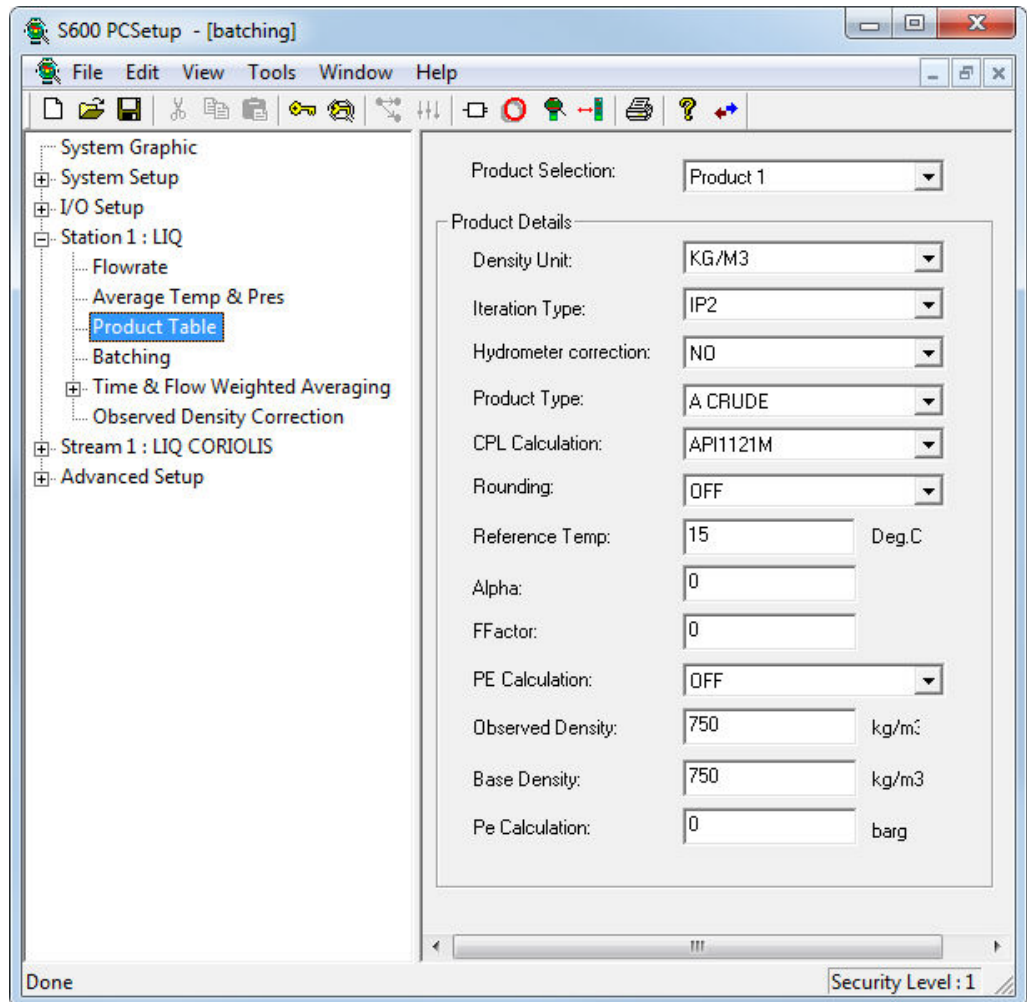 S600 PCSetup - [batching]
File Edit View Tools Window Help
System Graphic
System Setup
I/O Setup
Station 1 : LIQ
Flowrate
Average Temp & Pres
Product Table
Batching
Time & Flow Weighted Averaging
Observed Density Correction
Stream 1 : LIQ CORIOLIS
Advanced Setup
Product Selection: Product 1
Product Details
Density Unit: KG/M3
Iteration Type: IP2
Hydrometer correction: NO
Product Type: A CRUDE
CPL Calculation: API1121M
Rounding: OFF
Reference Temp: 15 Deg.C
Alpha: 0
FFactor: 0
PE Calculation: OFF
Observed Density: 750 kg/m3
Base Density: 750 kg/m3
Pe Calculation: 0 barg
Done Security Level : 1